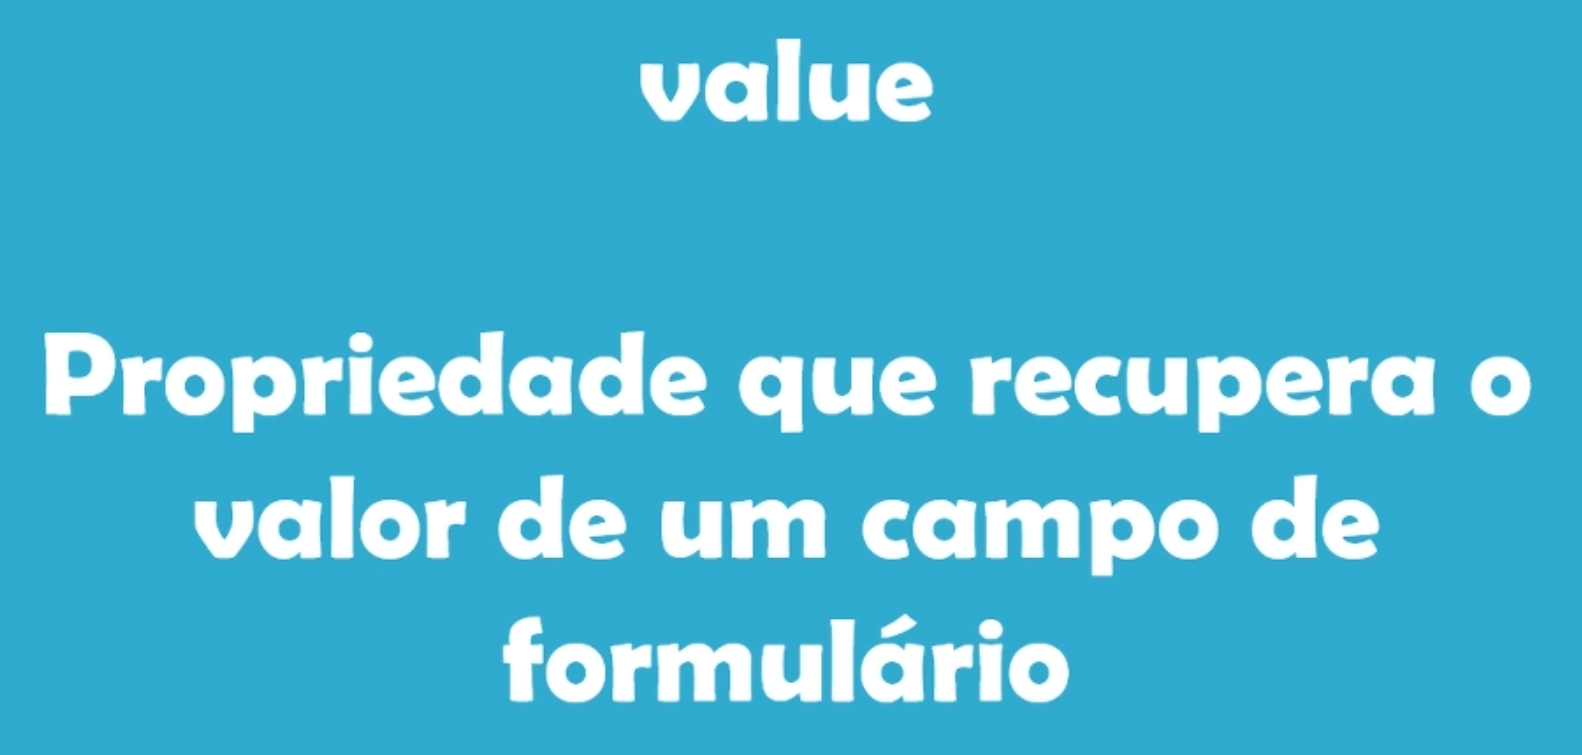 value
Propriedade que recupera o
valor de um campo de
formulário